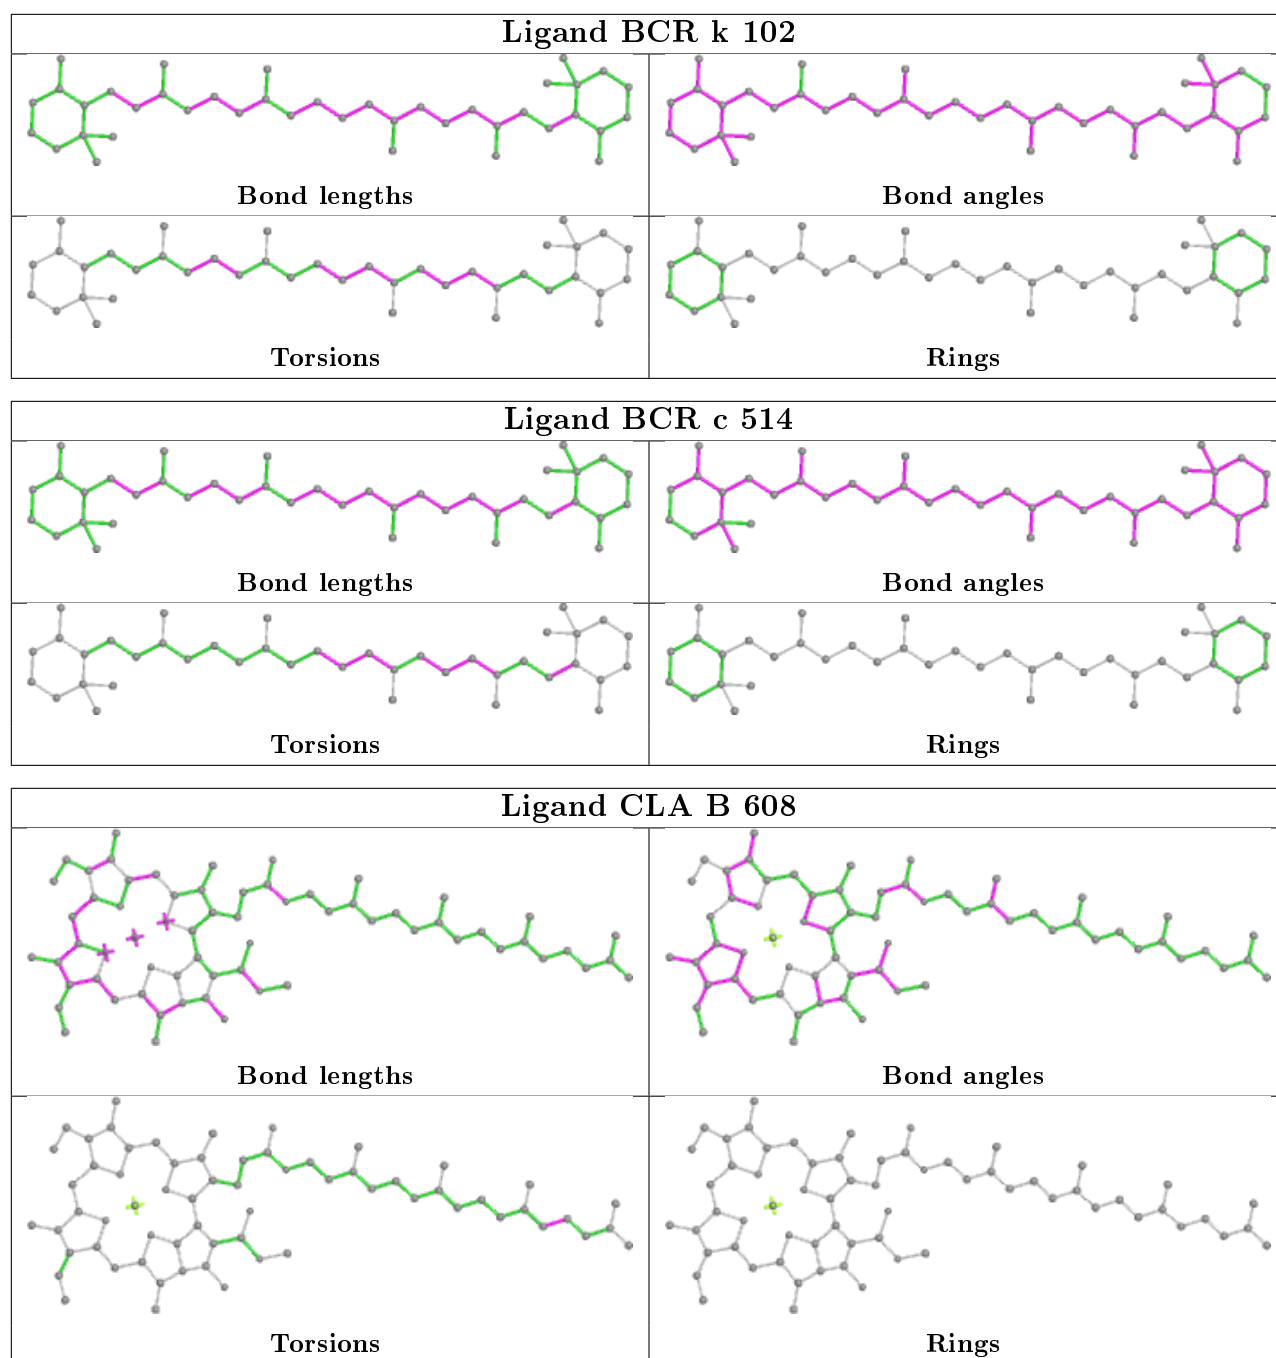 Ligand BCR k 102
Bond lengths
Bond angles
Torsions
Rings
Ligand BCR c 514
Bond lengths
Bond angles
Torsions
Rings
Ligand CLA B 608
Bond lengths
Bond angles
Torsions
Rings